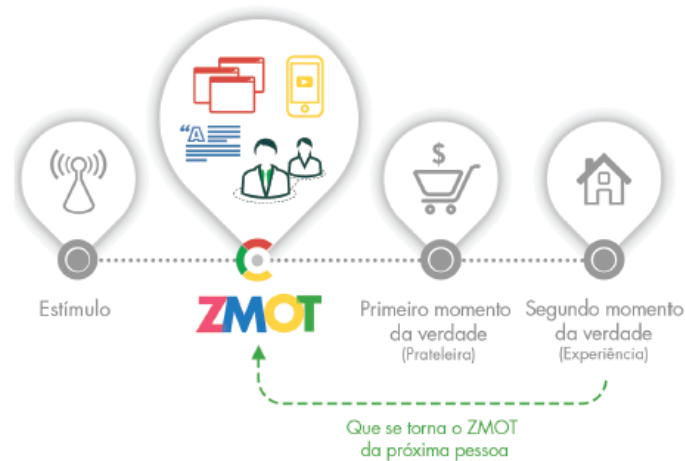 “A
$
Estímulo
ZMOT
Primeiro momento
da verdade
(Prateleira)
Segundo momento
da verdade
(Experiência)
Que se torna o ZMOT
da próxima pessoa